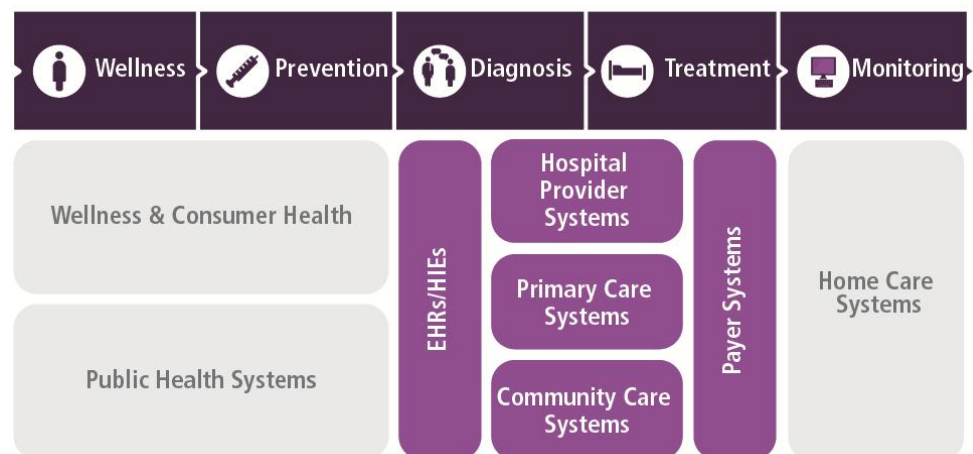 Wellness
Prevention
Diagnosis
Treatment
Monitoring
Wellness & Consumer Health
Public Health Systems
EHRs/HIEs
Hospital
Provider
Systems
Primary Care
Systems
Community Care
Systems
Payer Systems
Home Care
Systems